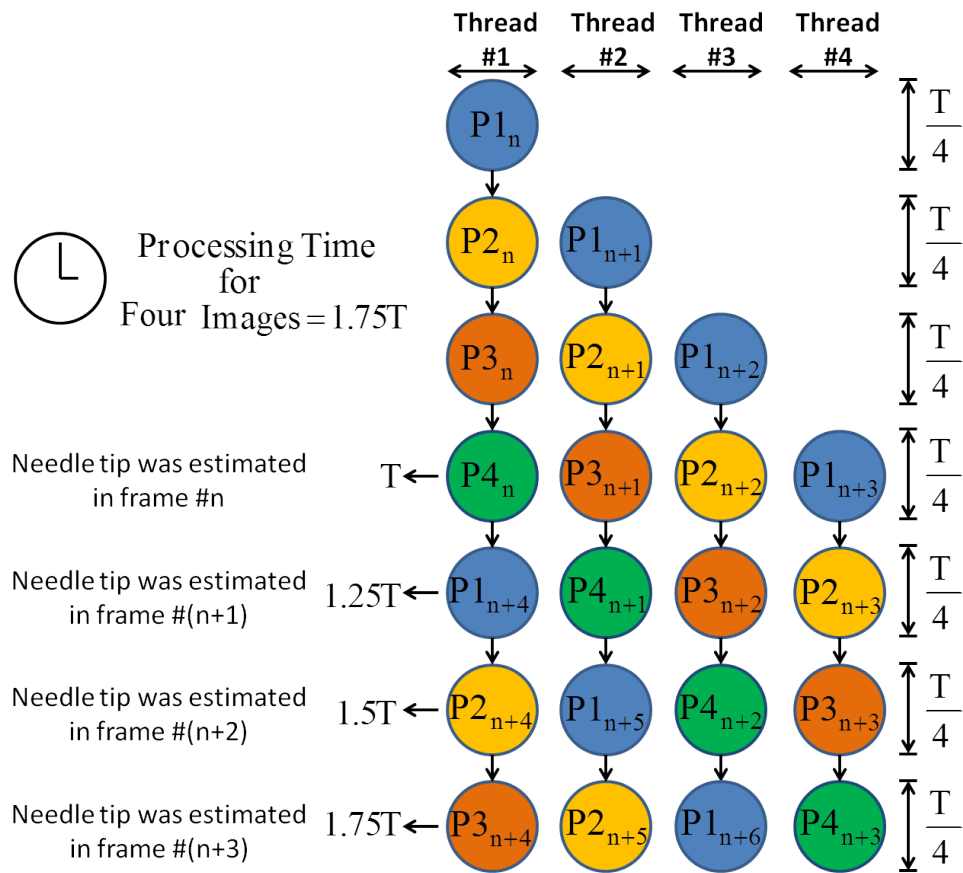 Thread #1
Thread #2
Thread #3
Thread #4
P1n
T/4
Processing Time
for
Four Images = 1.75T
P2n
P1n+1
T/4
P3n
P2n+1
P1n+2
T/4
Needle tip was estimated
in frame #n
T
P4n
P3n+1
P2n+2
P1n+3
T/4
Needle tip was estimated
in frame #(n+1)
1.25T
P1n+4
P4n+1
P3n+2
P2n+3
T/4
Needle tip was estimated
in frame #(n+2)
1.5T
P2n+4
P1n+5
P4n+2
P3n+3
T/4
Needle tip was estimated
in frame #(n+3)
1.75T
P3n+4
P2n+5
P1n+6
P4n+3
T/4